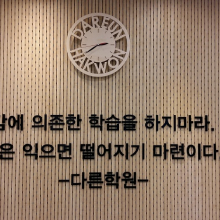 DAREUN
HAKWON
감에 의존한 학습을 하지마라.
은 익으면 떨어지기 마련이다
–다른학원–